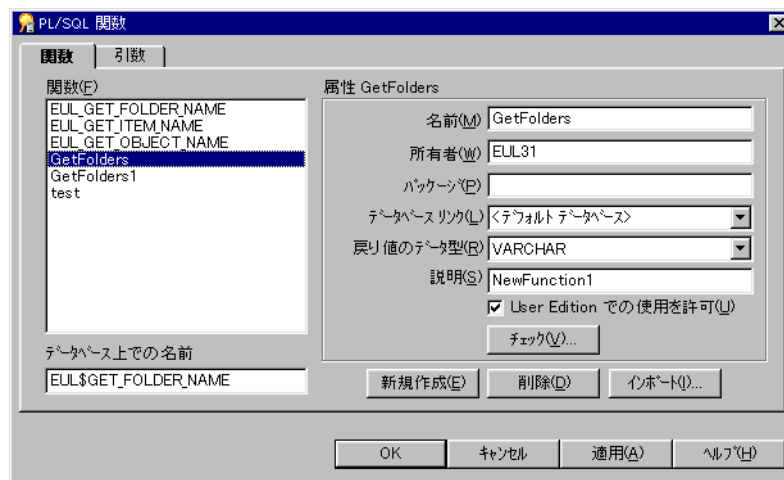 PL/SQL 関数
関数
引数
関数(F)
EUL_GET_FOLDER_NAME
EUL_GET_ITEM_NAME
EUL_GET_OBJECT_NAME
GetFolders
GetFolders1
test
データベース上での名前
EUL$GET_FOLDER_NAME
属性 GetFolders
名前(M) GetFolders
所有者(W) EUL31
パッケージ(P)
データベース リンク(L) <デフォルト データベース>
戻り値のデータ型(R) VARCHAR
説明(S) NewFunction1
User Edition での使用を許可(U)
チェック(V)...
新規作成(E) 削除(D) インポート(I)...
OK キャンセル 適用(A) ヘルプ(H)